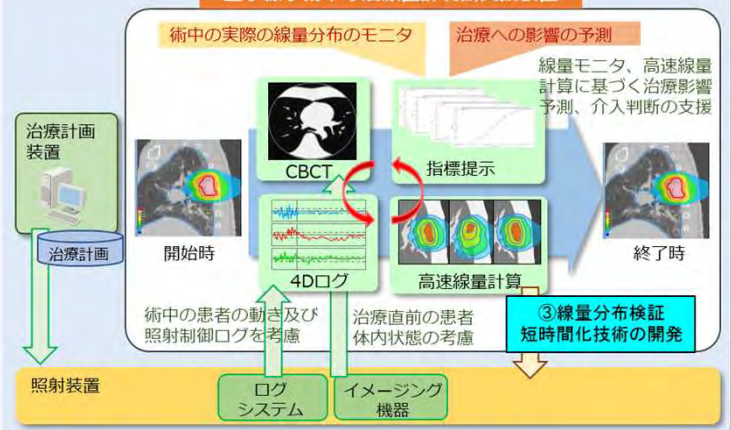 術中の実際の線量分布のモニタ
治療への影響の予測
線量モニタ、高速線量
計算に基づく治療影響
予測、介入判断の支援
治療計画
装置
治療計画
CBCT
指標提示
開始時
終了時
4Dログ
高速線量計算
術中の患者の動き及び
照射制御ログを考慮
治療直前の患者
体内状態の考慮
③線量分布検証
短時間化技術の開発
照射装置
ログ
システム
イメージング
機器